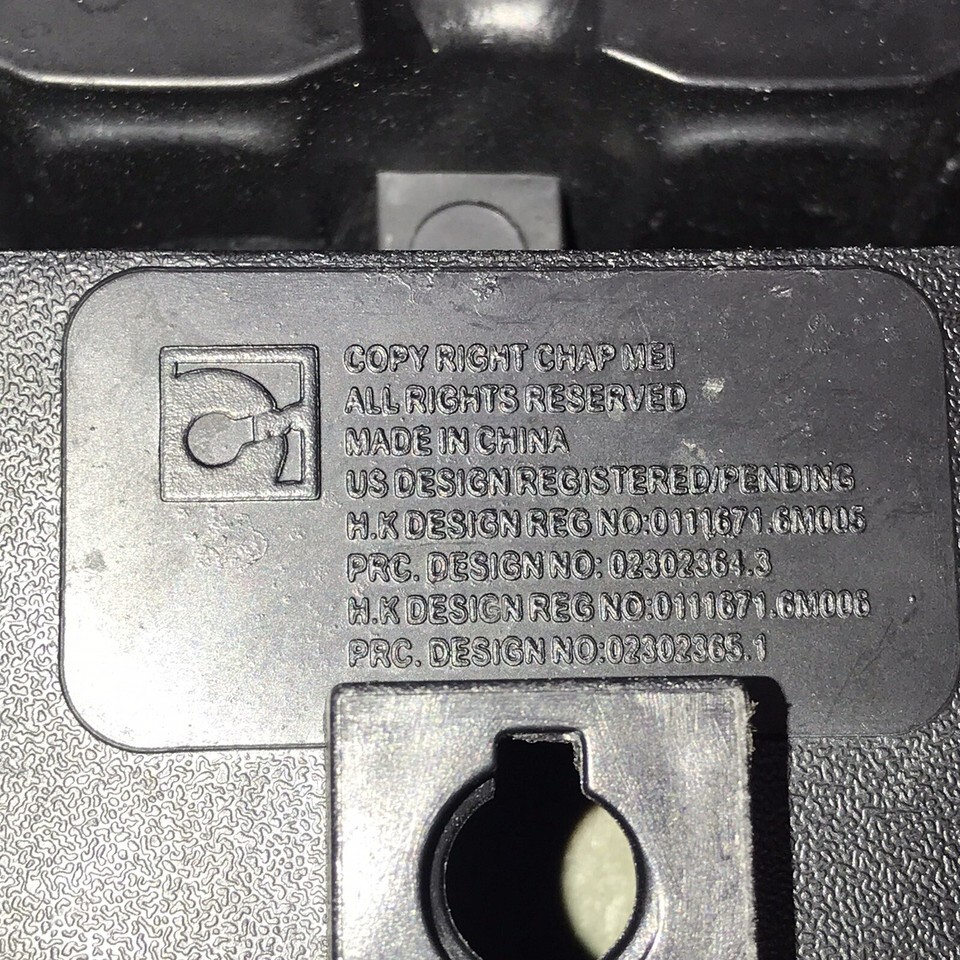 COPY RIGHT CHAP MEI
ALL RIGHTS RESERVED
MADE IN CHINA
US DESIGN REGISTERED/PENDING
H.K DESIGN REG NO:0111671.6M005
PRC. DESIGN NO: 02302364.3
H.K DESIGN REG NO:0111671.6M006
PRC. DESIGN NO:02302365.1